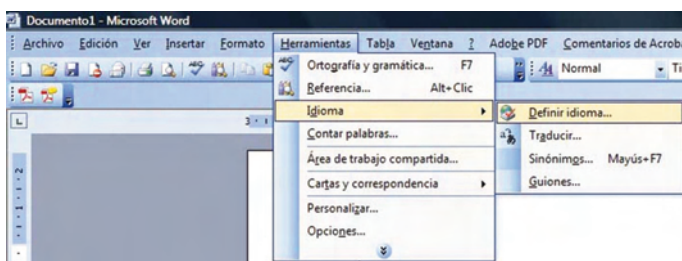 Documento1 - Microsoft Word
Archivo Edición Ver Insertar Formato Herramientas Tabla Ventana ? Adobe PDF Comentarios de Acroba
Ortografía y gramática... F7
Normal Ti
Referencia... Alt+Clic
Idioma
Definir idioma...
Contar palabras...
Traducir...
Área de trabajo compartida...
Sinónimos... Mayús+F7
Cartas y correspondencia
Guiones...
Personalizar...
Opciones...